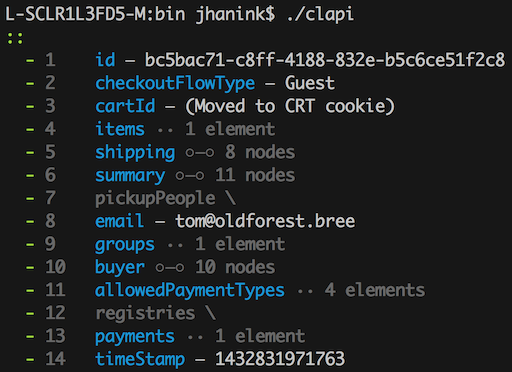 L-SCLR1L3FD5-M:bin jhanink$ ./clapi
::
- 1 id – bc5bac71-c8ff-4188-832e-b5c6ce51f2c8
- 2 checkoutFlowType – Guest
- 3 cartId – (Moved to CRT cookie)
- 4 items ·· 1 element
- 5 shipping ○–○ 8 nodes
- 6 summary ○–○ 11 nodes
- 7 pickupPeople \
- 8 email – tom@oldforest.bree
- 9 groups ·· 1 element
- 10 buyer ○–○ 10 nodes
- 11 allowedPaymentTypes ·· 4 elements
- 12 registries \
- 13 payments ·· 1 element
- 14 timeStamp – 1432831971763